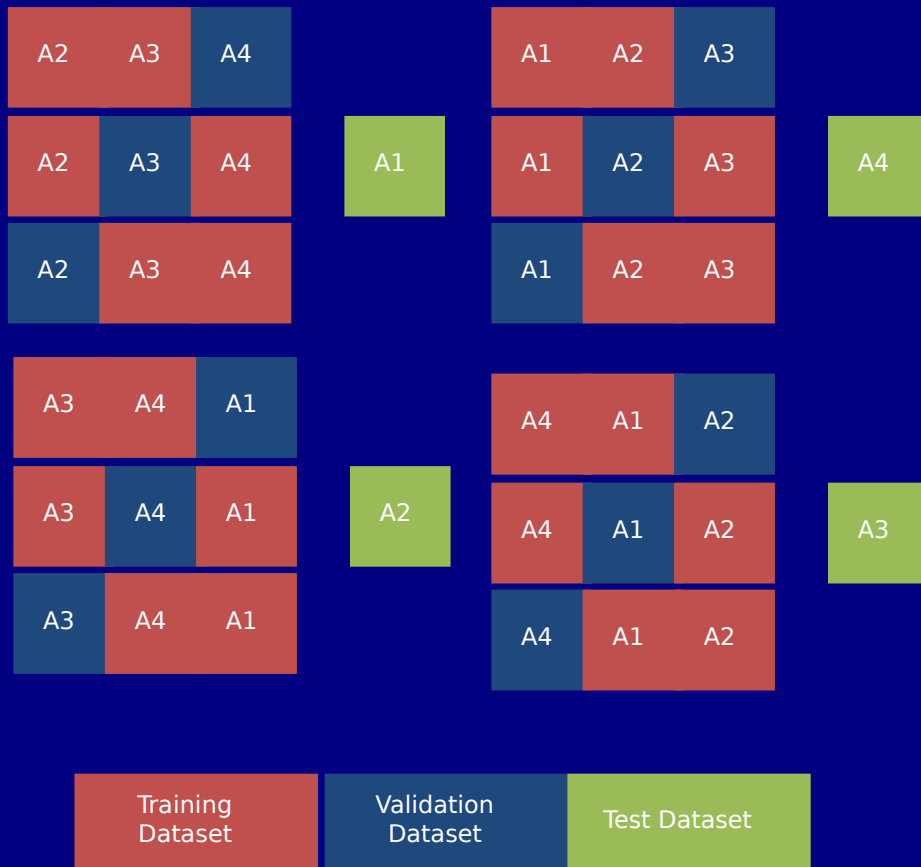 A2 A3 A4
A2 A3 A4
A1
A2 A3 A4
A1 A2 A3
A1 A2 A3
A4
A1 A2 A3
A3 A4 A1
A3 A4 A1
A2
A3 A4 A1
A4 A1 A2
A4 A1 A2
A3
A4 A1 A2
Training
Dataset
Validation
Dataset
Test Dataset